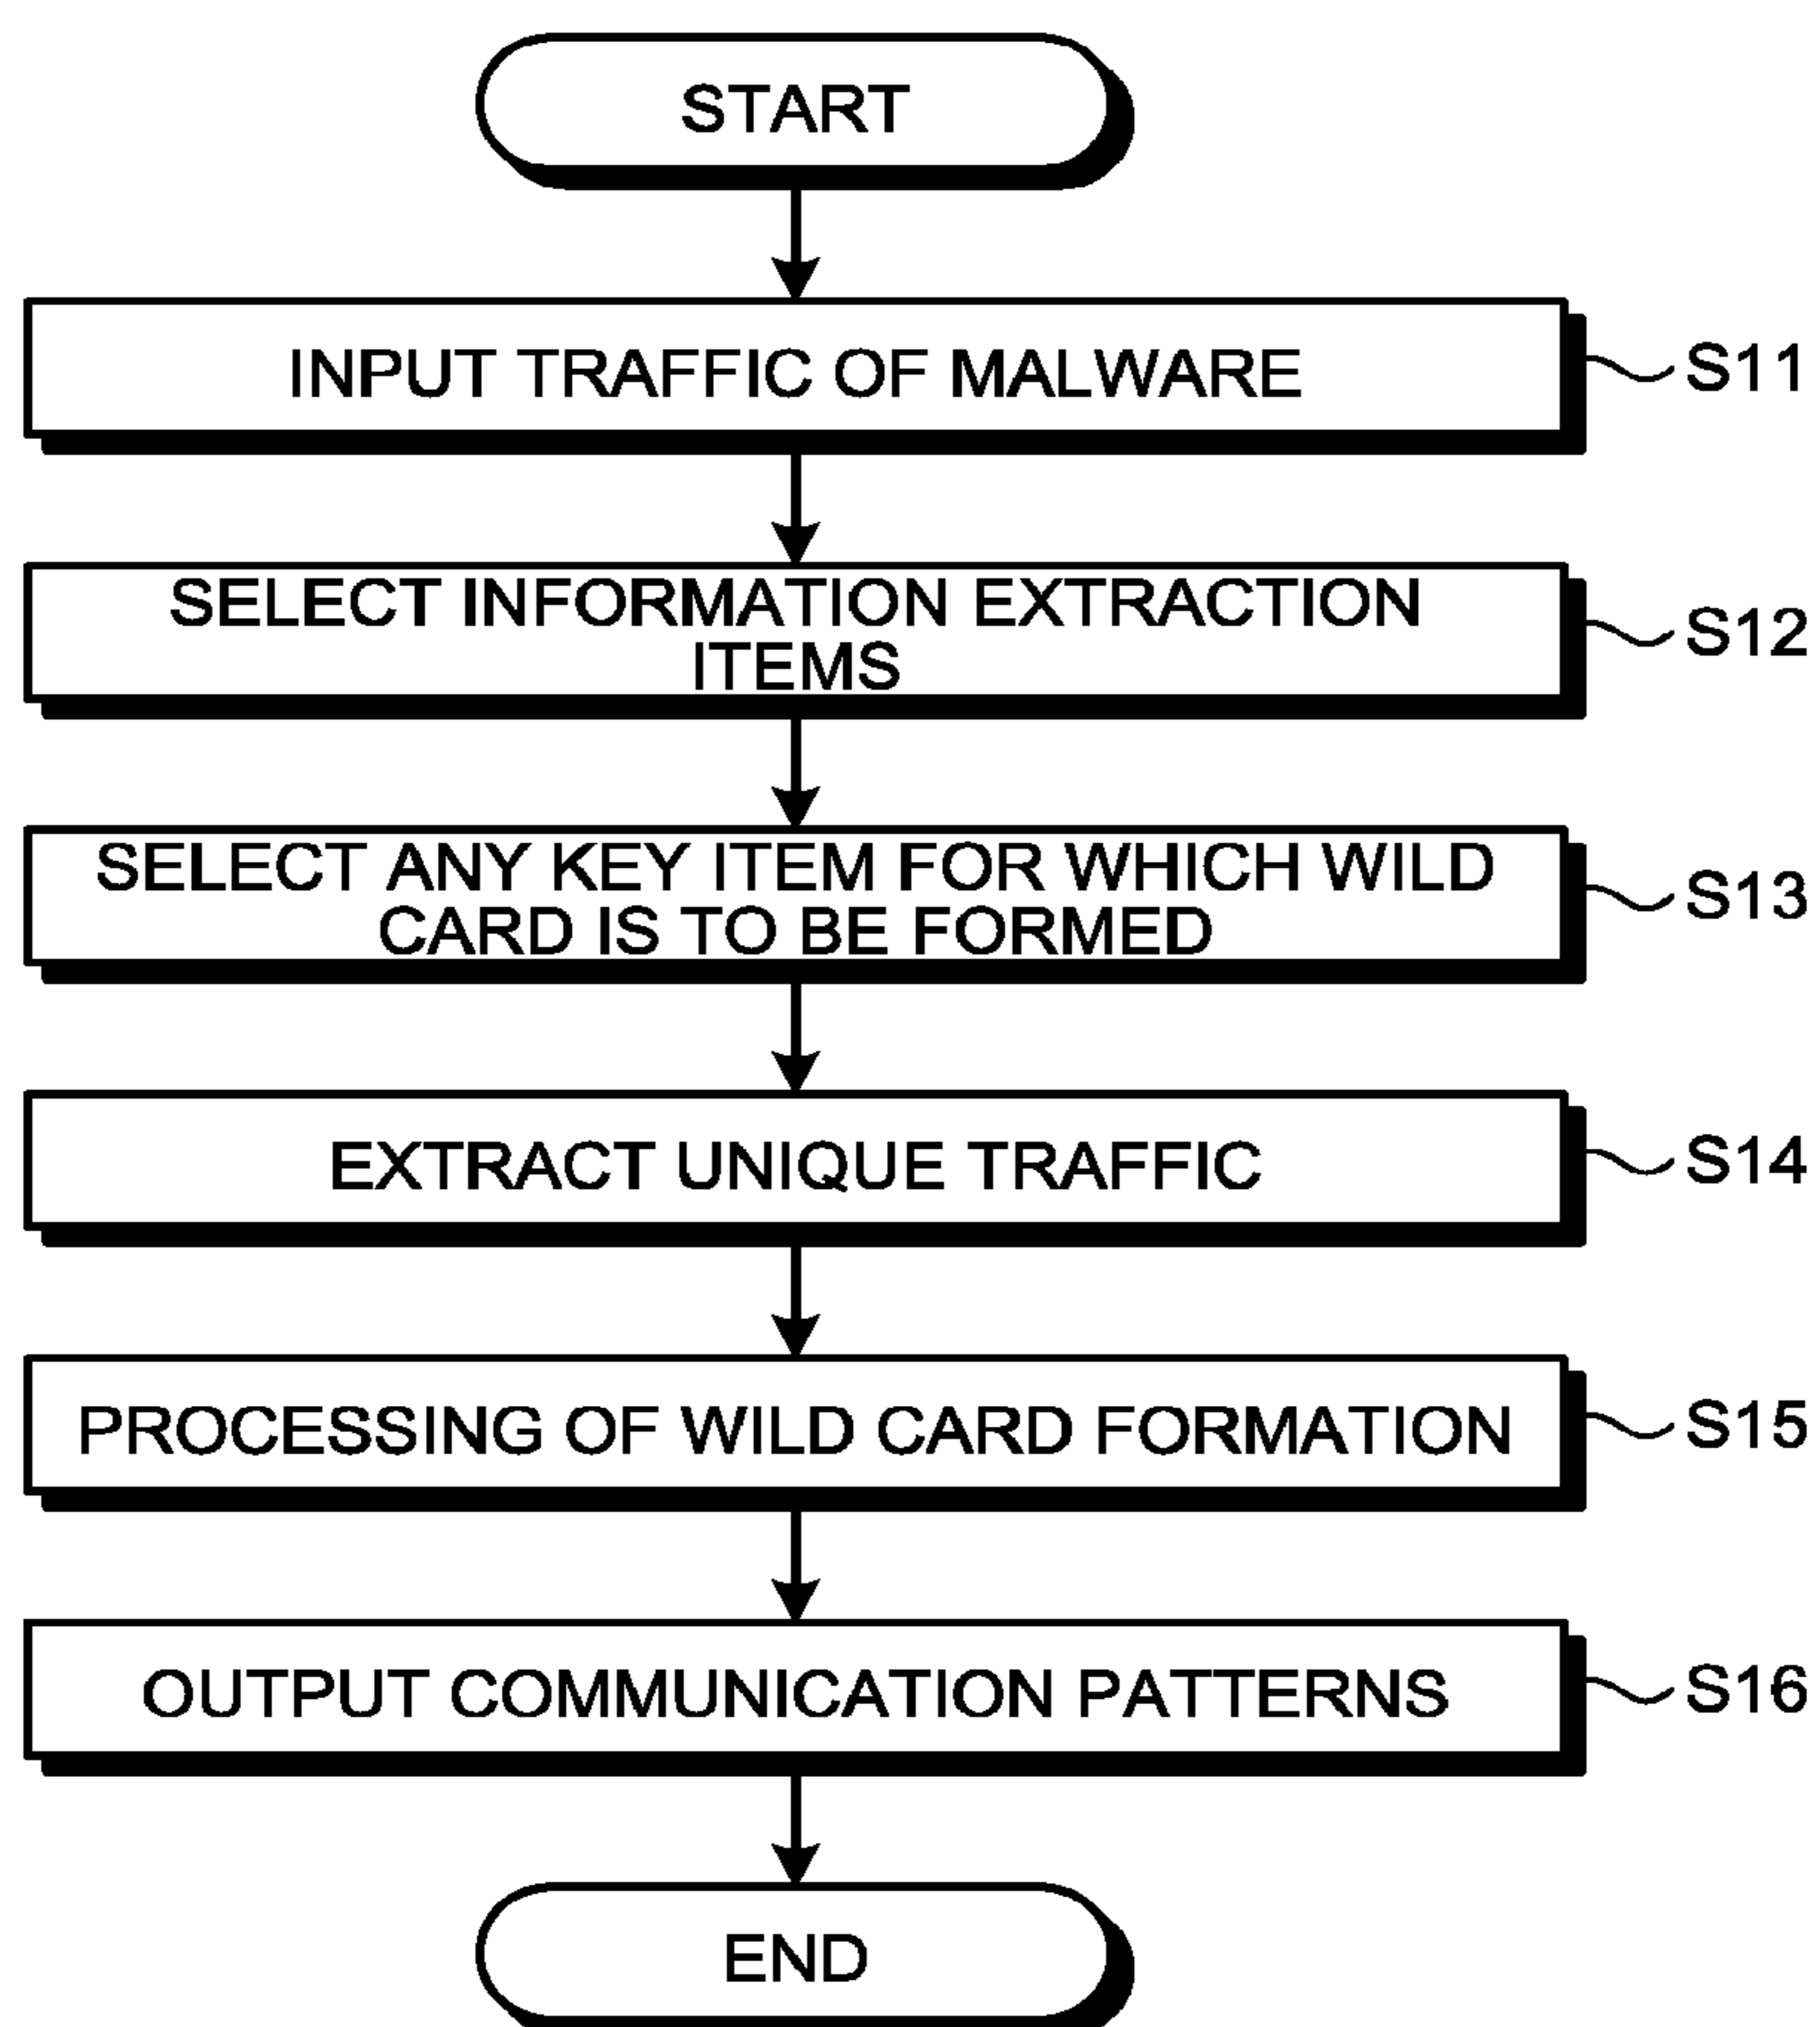 START
INPUT TRAFFIC OF MALWARE
S11
SELECT INFORMATION EXTRACTION
ITEMS
S12
SELECT ANY KEY ITEM FOR WHICH WILD
CARD IS TO BE FORMED
S13
EXTRACT UNIQUE TRAFFIC
S14
PROCESSING OF WILD CARD FORMATION
S15
OUTPUT COMMUNICATION PATTERNS
S16
END